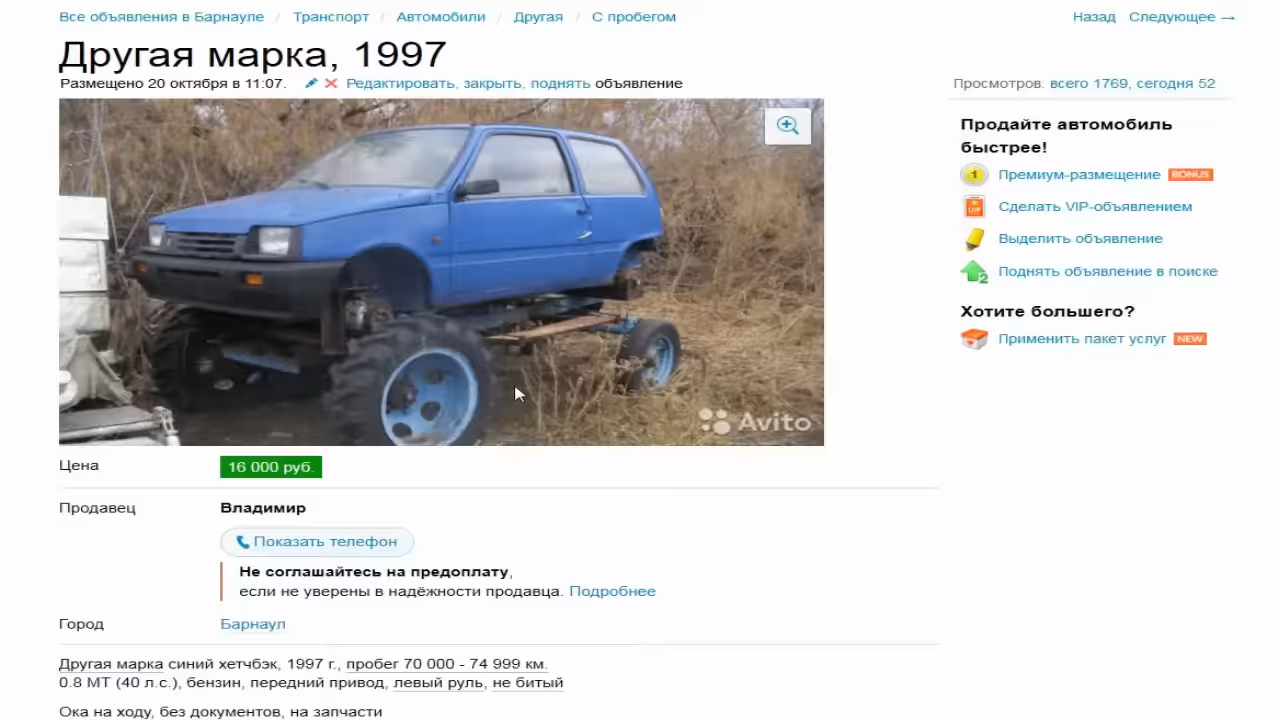 Все объявления в Барнауле / Транспорт / Автомобили / Другая / С пробегом
Назад Следующее →
Другая марка, 1997
Размещено 20 октября в 11:07. Редактировать, закрыть, поднять объявление
Просмотров: всего 1769, сегодня 52
Avito
Продайте автомобиль
быстрее!
1 Премиум-размещение BONUS
VIP Сделать VIP-объявлением
Выделить объявление
2 Поднять объявление в поиске
Хотите большего?
Применить пакет услуг NEW
Цена 16 000 руб.
Продавец Владимир
Показать телефон
Не соглашайтесь на предоплату,
если не уверены в надёжности продавца. Подробнее
Город Барнаул
Другая марка синий хетчбэк, 1997 г., пробег 70 000 - 74 999 км.
0.8 MT (40 л.с.), бензин, передний привод, левый руль, не битый
Ока на ходу, без документов, на запчасти